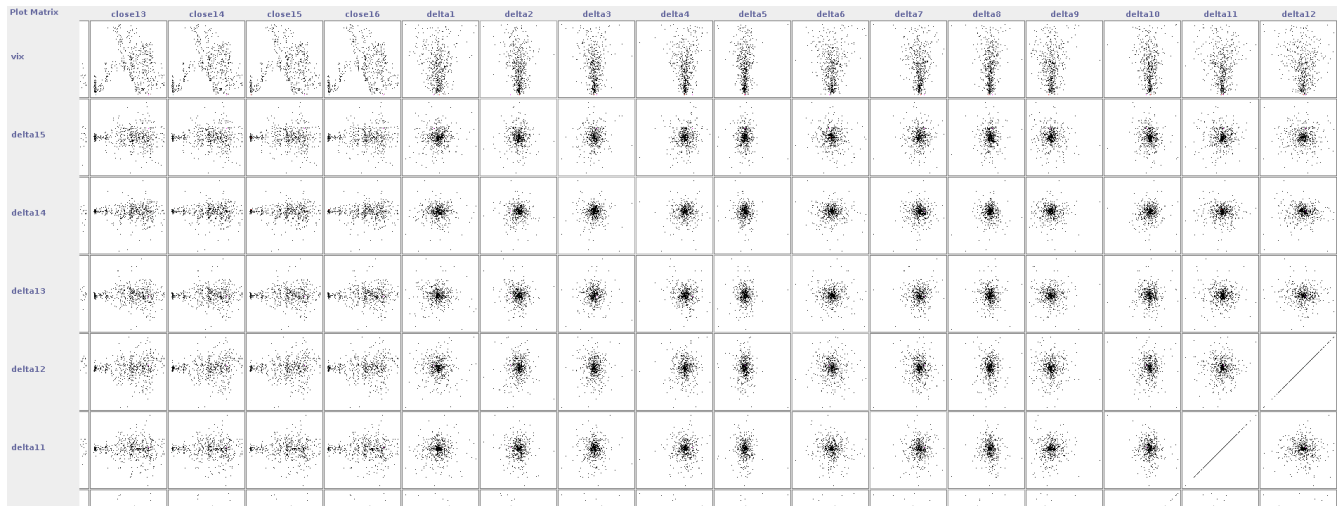 Plot Matrix close13 close14 close15 close16 delta1 delta2 delta3 delta4 delta5 delta6 delta7 delta8 delta9 delta10 delta11 delta12
vix
delta15
delta14
delta13
delta12
delta11